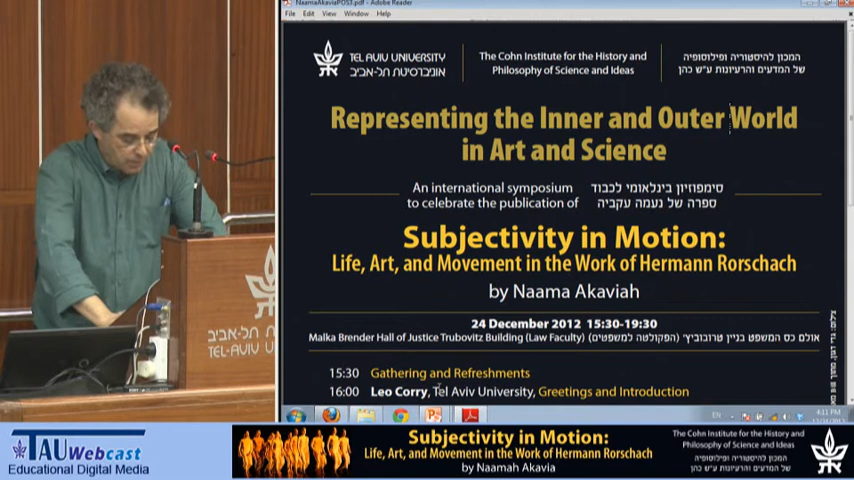 NaamaAkaviaPOS3.pdf - Adobe Reader
File Edit View Window Help
TEL AVIV UNIVERSITY
אוניברסיטת תל-אביב
The Cohn Institute for the History and
Philosophy of Science and Ideas
המכון להיסטוריה ופילוסופיה
של המדעים והרעיונות ע"ש כהן
Representing the Inner and Outer World
in Art and Science
An international symposium
to celebrate the publication of
סימפוזיון בינלאומי לכבוד
ספרה של נעמה עקביה
Subjectivity in Motion:
Life, Art, and Movement in the Work of Hermann Rorschach
by Naama Akaviah
24 December 2012 15:30-19:30
Malka Brender Hall of Justice Trubovitz Building (Law Faculty) (אולם כס המשפט בניין טרובוביץ' (הפקולטה למשפטים
15:30 Gathering and Refreshments
16:00 Leo Corry, Tel Aviv University, Greetings and Introduction
EN
4:11 PM
אוניברסיטת תל-אביב
TEL-AVIV UNIV
TAU Webcast
Educational Digital Media
Subjectivity in Motion:
Life, Art, and Movement in the Work of Hermann Rorschach
by Naamah Akavia
The Cohn Institute for the History and
Philosophy of Science and Ideas
המכון להיסטוריה ופילוסופיה
של המדעים והרעיונות ע"ש כהן